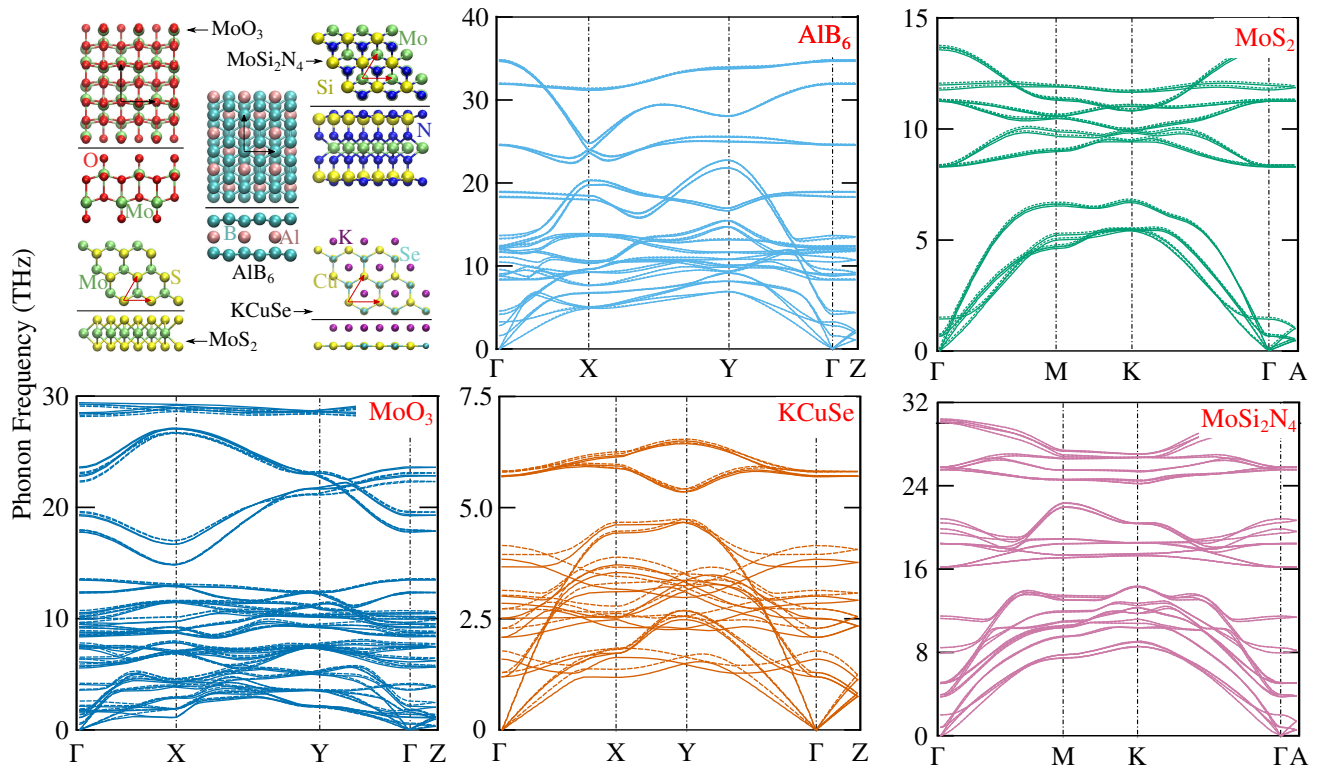 MoO3
MoSi2N4
Mo
Si
N
O
Mo
B
Al
AlB6
Mo
S
MoS2
K
Se
Cu
KCuSe
Phonon Frequency (THz)
AlB6
40
30
20
10
0
Γ X Y Γ Z
MoS2
15
10
5
0
Γ M K Γ A
MoO3
30
20
10
0
Γ X Y Γ Z
KCuSe
7.5
5.0
2.5
0
Γ X Y Γ Z
MoSi2N4
32
24
16
8
0
Γ M K Γ A